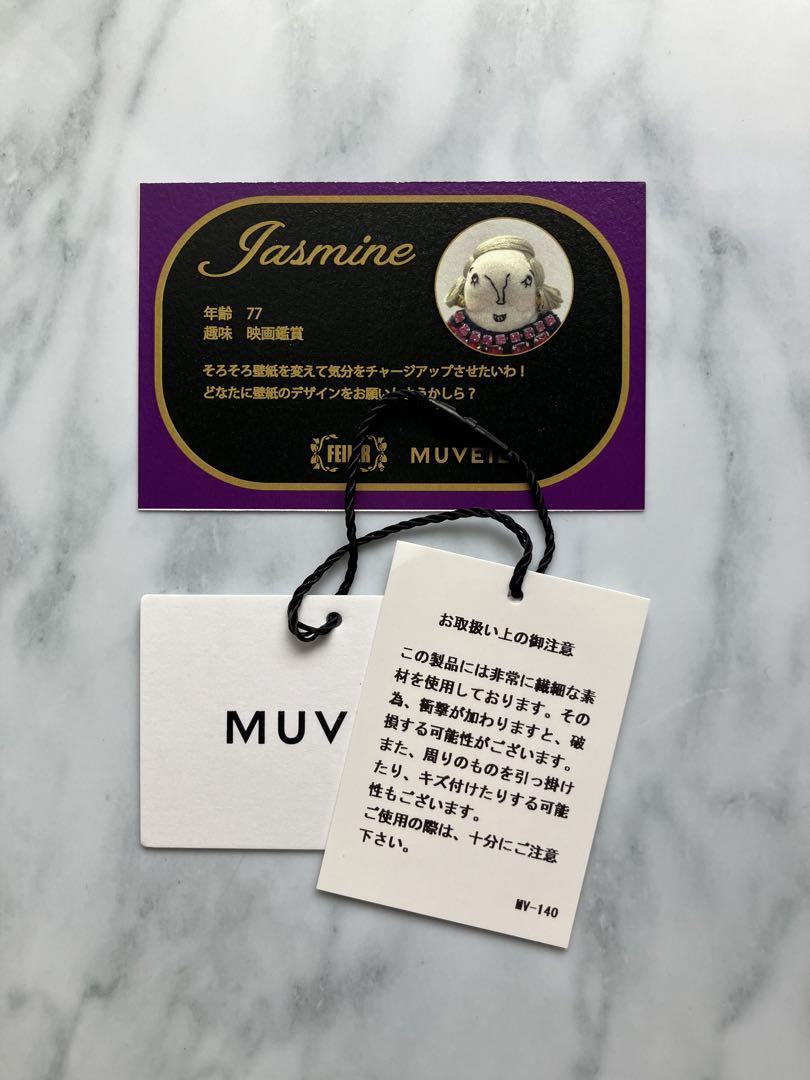 Jasmine
年齢 77
趣味 映画鑑賞
そろそろ壁紙を変えて気分をチャージアップさせたいわ！
どなたに壁紙のデザインをお願いしようかしら？
FEILER MUVEIL
MUV
お取扱い上の御注意
この製品には非常に繊細な素
材を使用しております。その
為、衝撃が加わりますと、破
損する可能性がございます。
また、周りのものを引っ掛け
たり、キズ付けたりする可能
性もございます。
ご使用の際は、十分にご注意
下さい。
MV-140